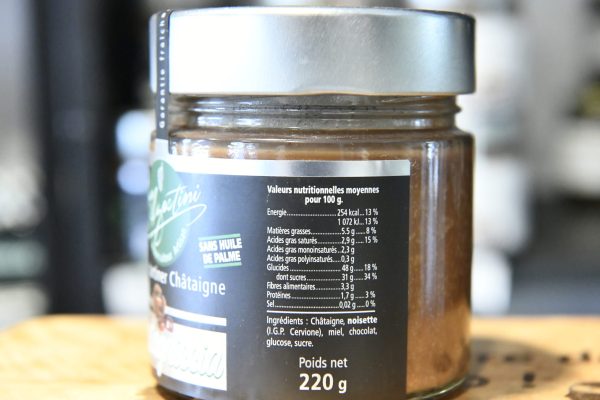 Garantie fraîcheur
SANS HUILE
DE PALME
Châtaigne
Valeurs nutritionnelles moyennes
pour 100 g.
Energie....................254 kcal...13 %
1 072 kJ...13 %
Matières grasses....................5.5 g.....8 %
Acides gras saturés...............2,9 g.....15 %
Acides gras monoinsaturés...2,3 g
Acides gras polyinsaturés......0,3 g
Glucides....................48 g.......18 %
dont sucres....................31 g.......34 %
Fibres alimentaires...............3,3 g
Protéines....................1,7 g.....3 %
Sel....................0,02 g.....0 %
Ingrédients : Châtaigne, noisette
(I.G.P. Cervione), miel, chocolat,
glucose, sucre.
Poids net
220 g